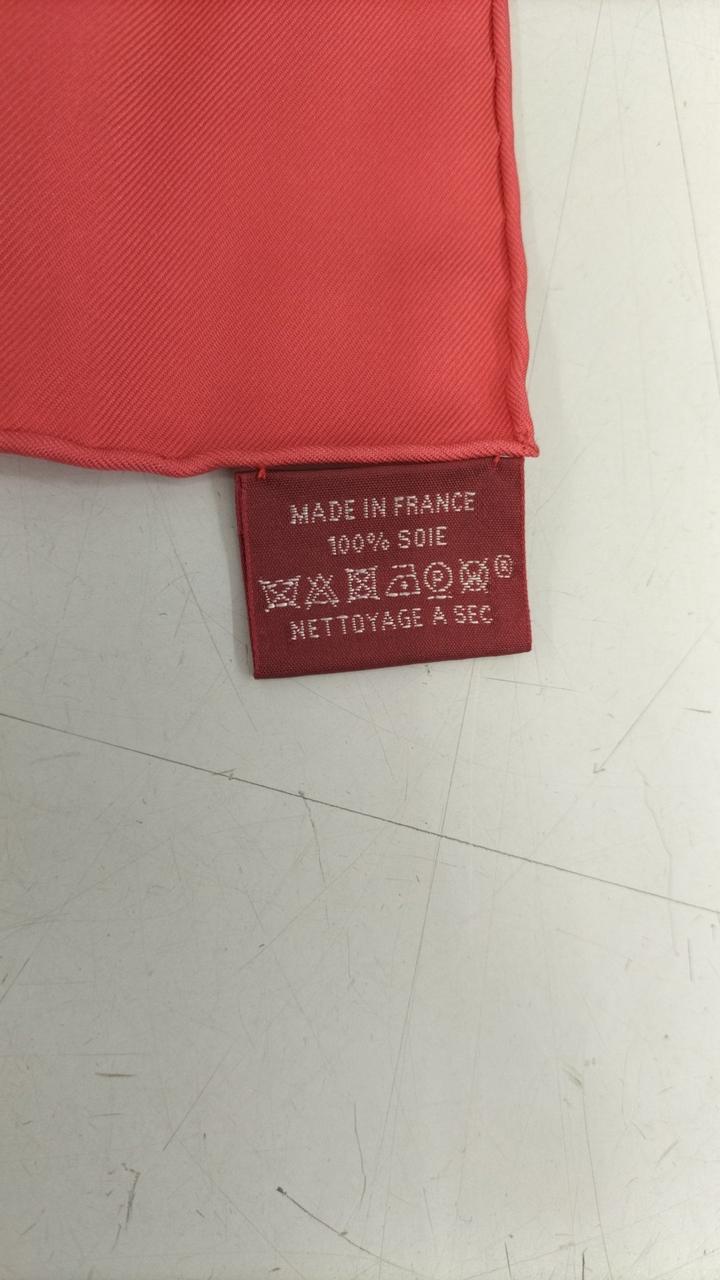 MADE IN FRANCE
100% SOIE
P W ®
NETTOYAGE A SEC